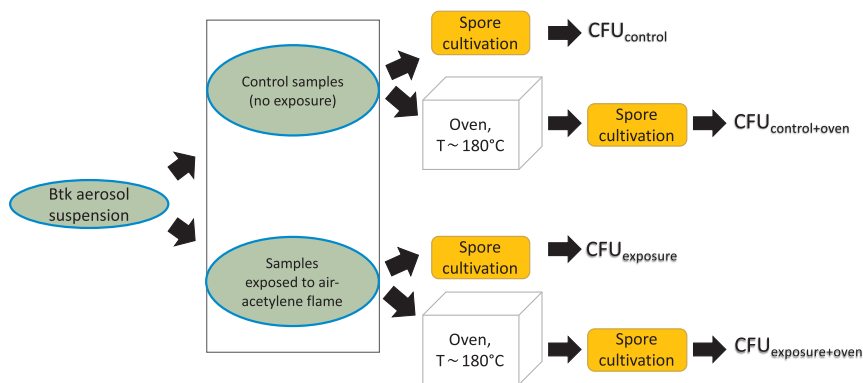 Btk aerosol
suspension
Control samples
(no exposure)
Spore
cultivation
CFUcontrol
Oven,
T~180°C
Spore
cultivation
CFUcontrol+oven
Samples
exposed to air-
acetylene flame
Spore
cultivation
CFUexposure
Oven,
T~180°C
Spore
cultivation
CFUexposure+oven